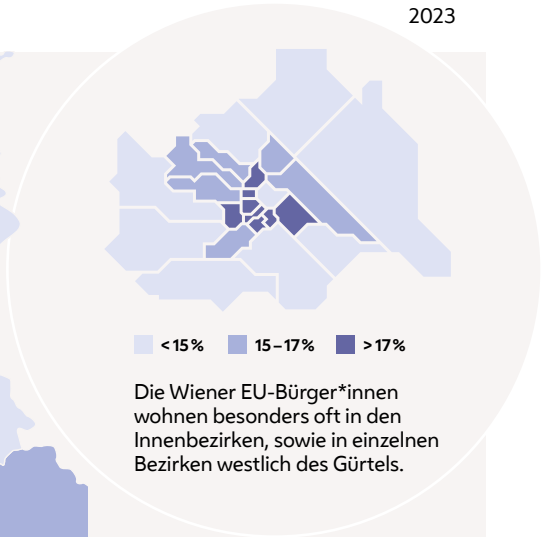 2023
< 15 % 15 – 17 % > 17 %
Die Wiener EU-Bürger*innen
wohnen besonders oft in den
Innenbezirken, sowie in einzelnen
Bezirken westlich des Gürtels.